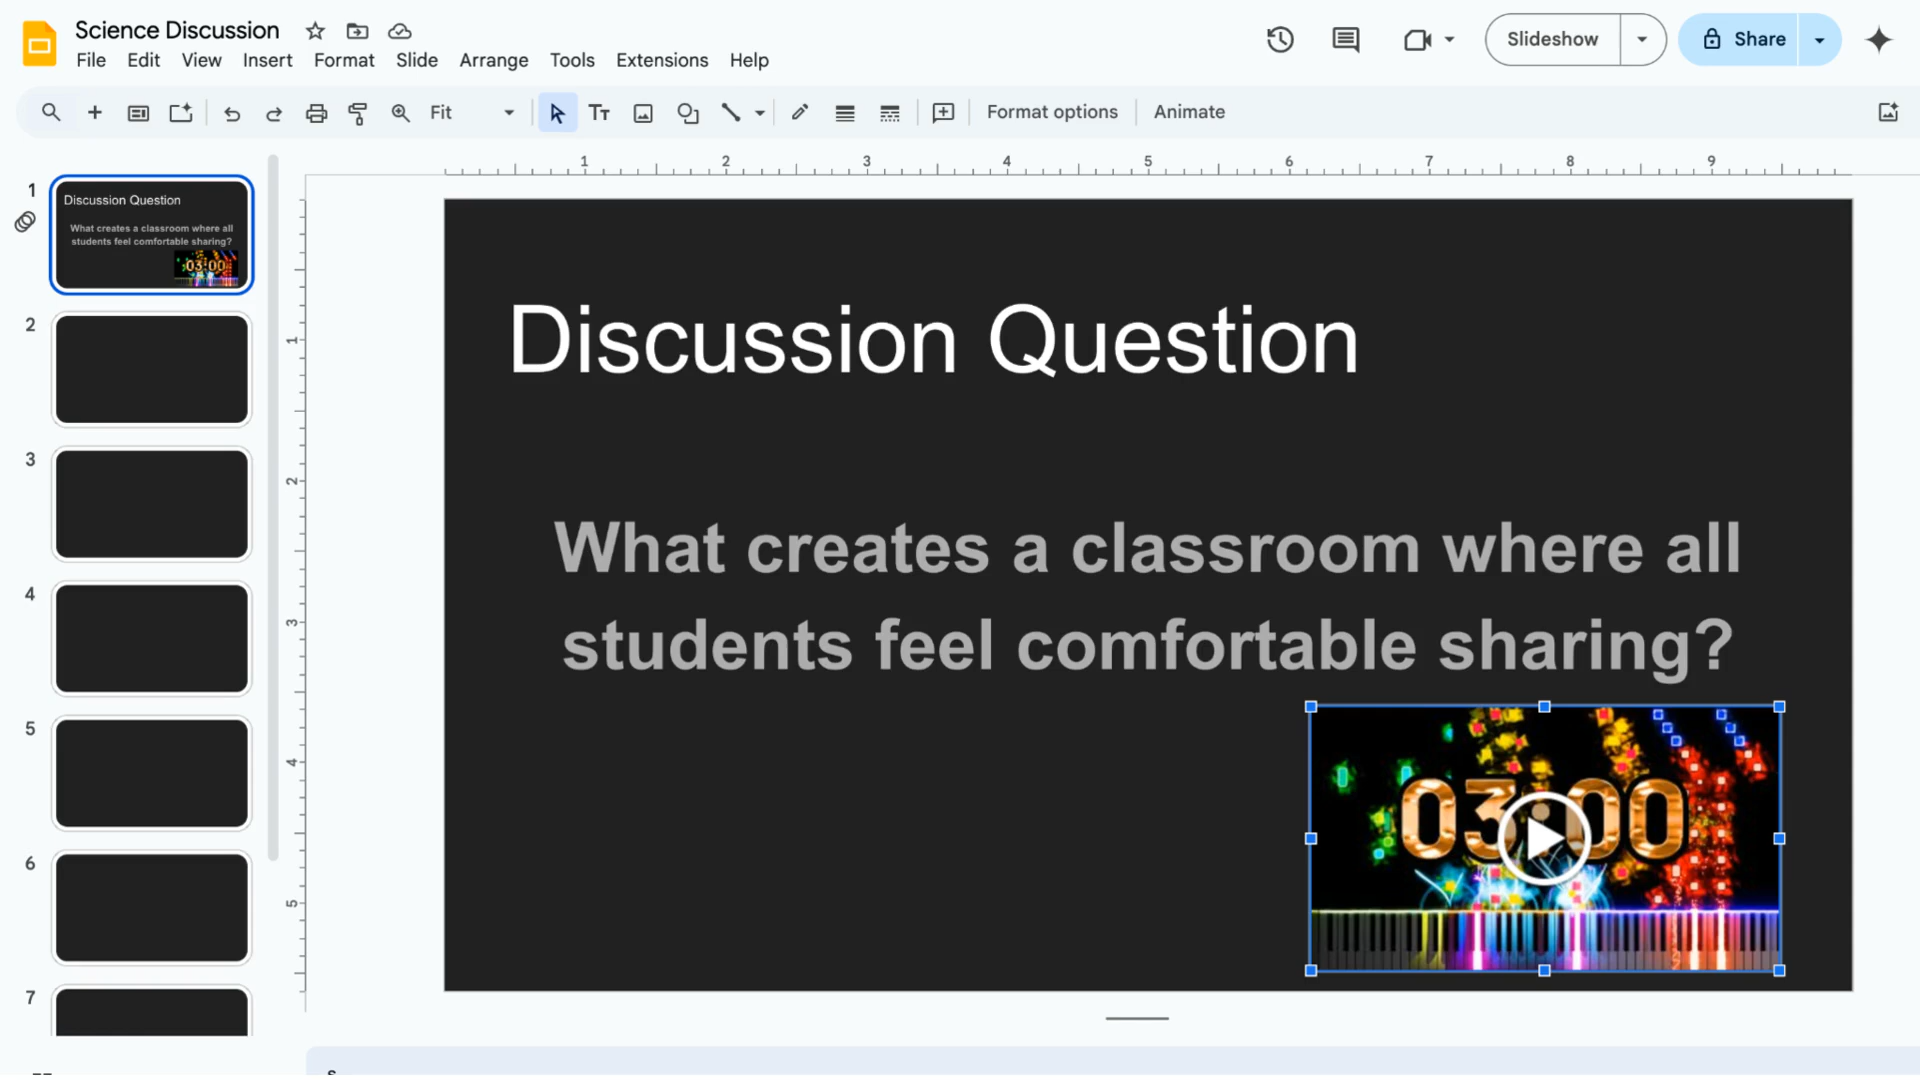 Science Discussion
File Edit View Insert Format Slide Arrange Tools Extensions Help
Slideshow
Share
Fit
Format options
Animate
1 2 3 4 5 6 7 8 9
1
Discussion Question
What creates a classroom where all
students feel comfortable sharing?
03:00
2
3
4
5
6
7
1
2
3
4
5
Discussion Question
What creates a classroom where all
students feel comfortable sharing?
03:00